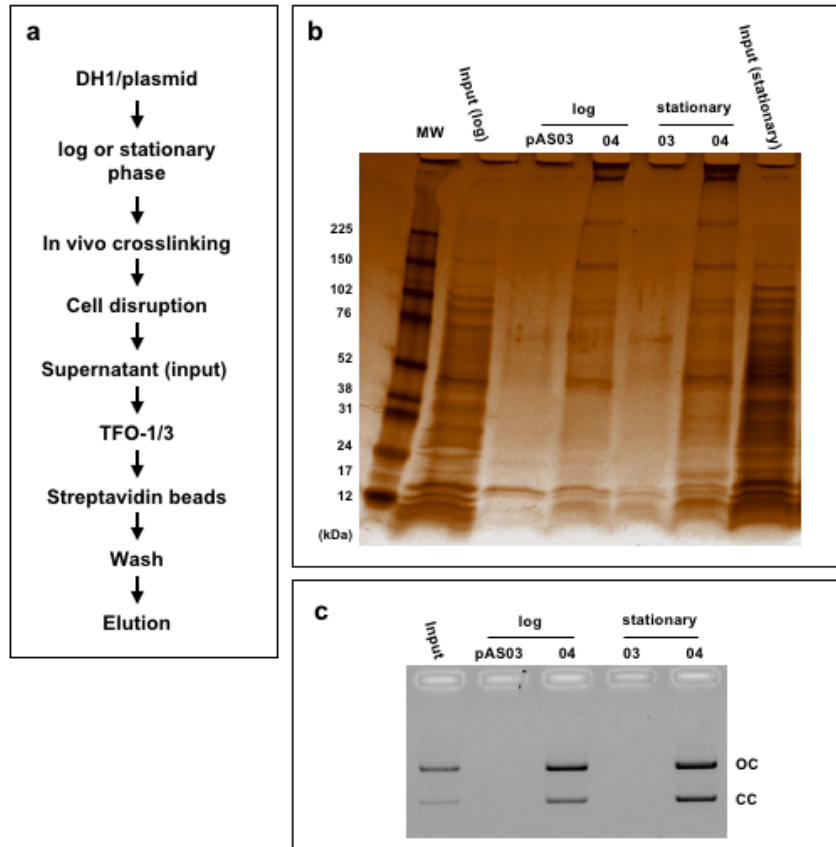 a
DH1/plasmid
log or stationary
phase
In vivo crosslinking
Cell disruption
Supernatant (input)
TFO-1/3
Streptavidin beads
Wash
Elution
b
MW
Input (log)
log
pAS03 04
stationary
03 04
Input (stationary)
225
150
102
76
52
38
31
24
17
12
(kDa)
c
Input
log
pAS03 04
stationary
03 04
OC
CC